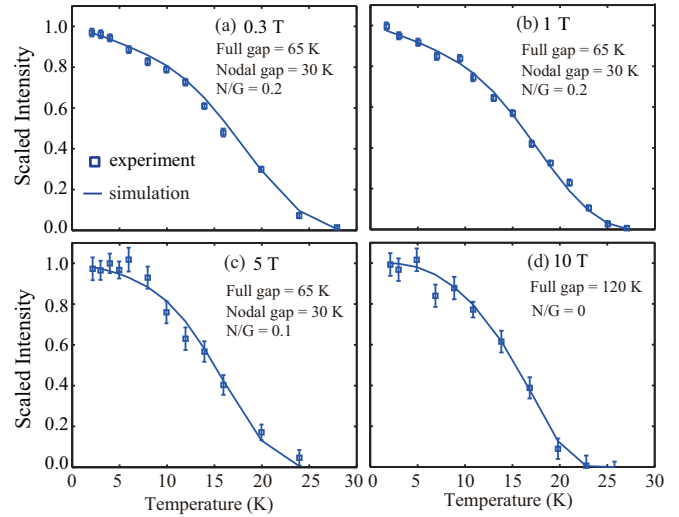 (a) 0.3 T
Full gap = 65 K
Nodal gap = 30 K
N/G = 0.2
experiment
simulation
Scaled Intensity
1.0
0.8
0.6
0.4
0.2
0.0
(b) 1 T
Full gap = 65 K
Nodal gap = 30 K
N/G = 0.2
(c) 5 T
Full gap = 65 K
Nodal gap = 30 K
N/G = 0.1
Scaled Intensity
1.0
0.8
0.6
0.4
0.2
0.0
0 5 10 15 20 25 30
Temperature (K)
(d) 10 T
Full gap = 120 K
N/G = 0
0 5 10 15 20 25 30
Temperature (K)